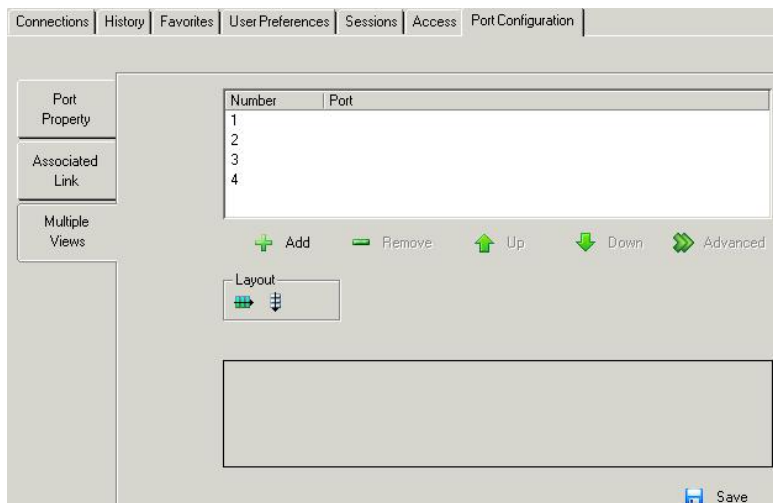 Connections History Favorites User Preferences Sessions Access Port Configuration
Port
Property
Associated
Link
Multiple
Views
Number Port
1
2
3
4
Add Remove Up Down Advanced
Layout
Save